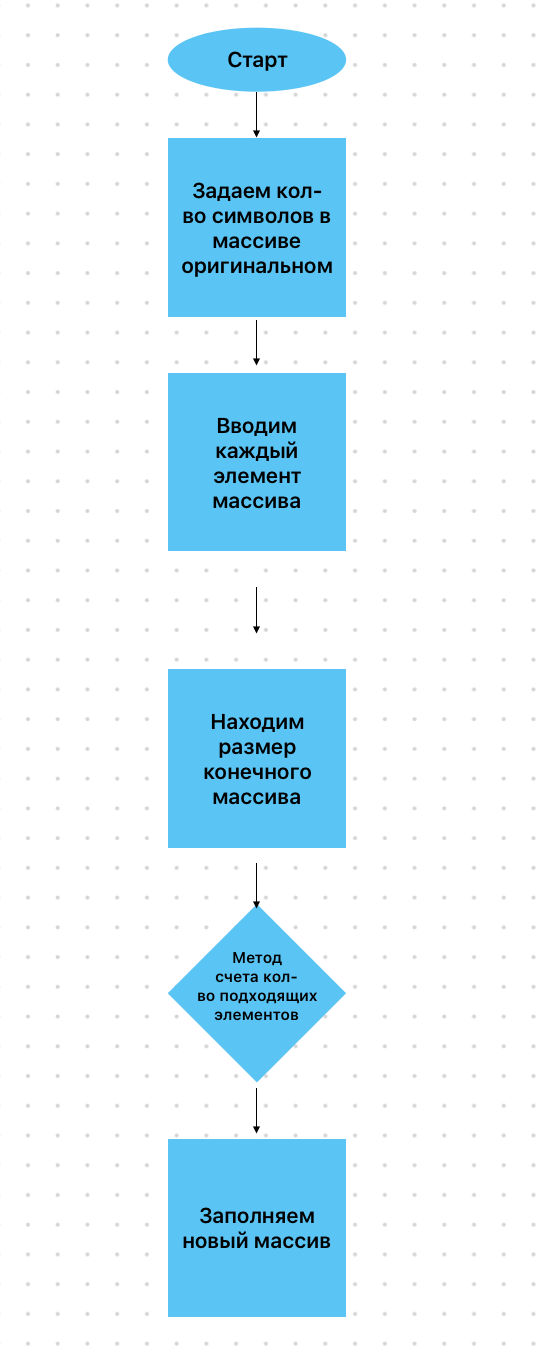 Старт
Задаем кол-
во символов в
массиве
оригинальном
Вводим
каждый
элемент
массива
Находим
размер
конечного
массива
Метод
счета кол-
во подходящих
элементов
Заполняем
новый массив